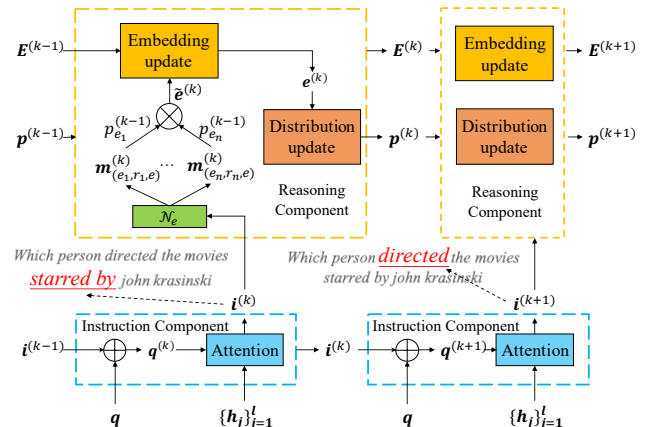 E^(k−1)
Embedding
update
E^(k)
Embedding
update
E^(k+1)
ẽ^(k)
e^(k)
p_{e_1}^(k−1)
p_{e_n}^(k−1)
p^(k−1)
Distribution
update
p^(k)
Distribution
update
p^(k+1)
m_{(e_1,r_1,e)}^(k)
...
m_{(e_n,r_n,e)}^(k)
Reasoning
Component
Reasoning
Component
𝒩_e
Which person directed the movies
starred by john krasinski
Which person directed the movies
starred by john krasinski
i^(k)
i^(k+1)
Instruction Component
Instruction Component
i^(k−1)
q^(k)
Attention
i^(k)
q^(k+1)
Attention
q
{h_j}_{j=1}^l
q
{h_j}_{j=1}^l